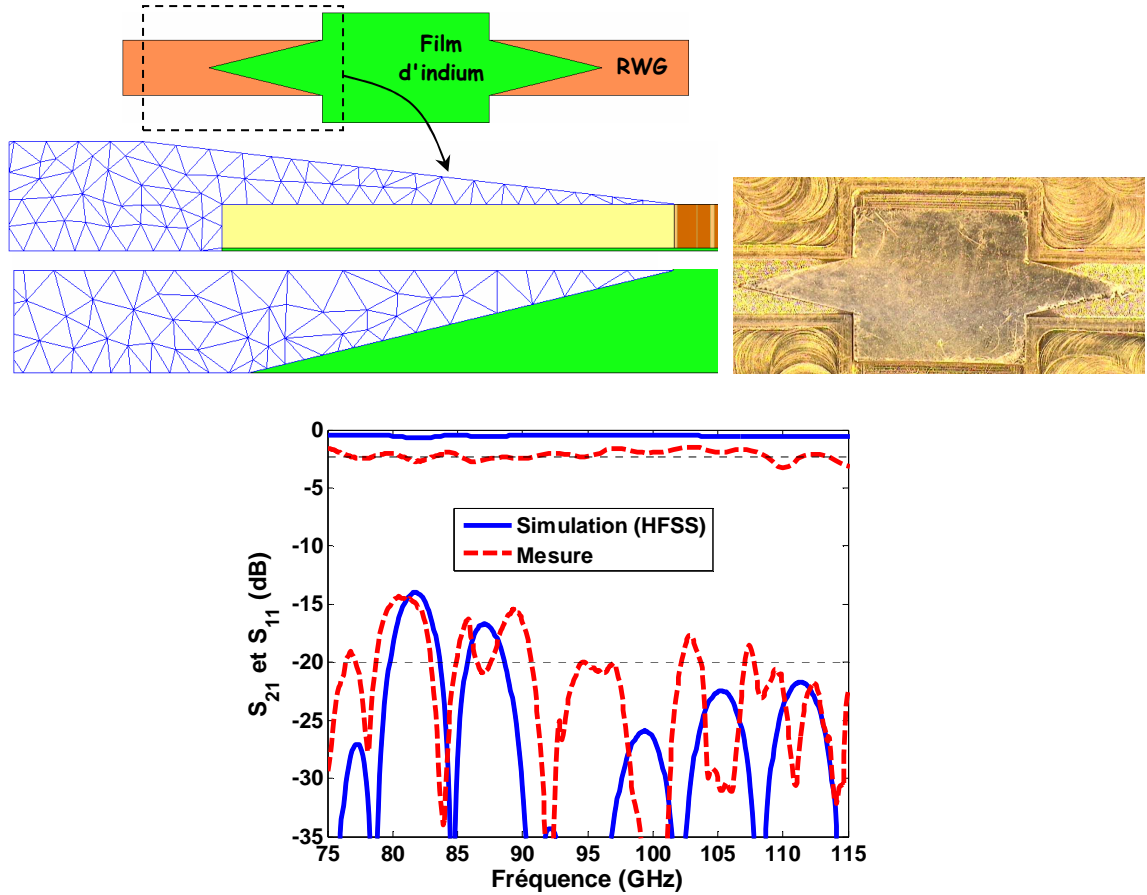 Film
d'indium
RWG
0
-5
-10
-15
-20
-25
-30
-35
S21 et S11 (dB)
Simulation (HFSS)
Mesure
75 80 85 90 95 100 105 110 115
Fréquence (GHz)